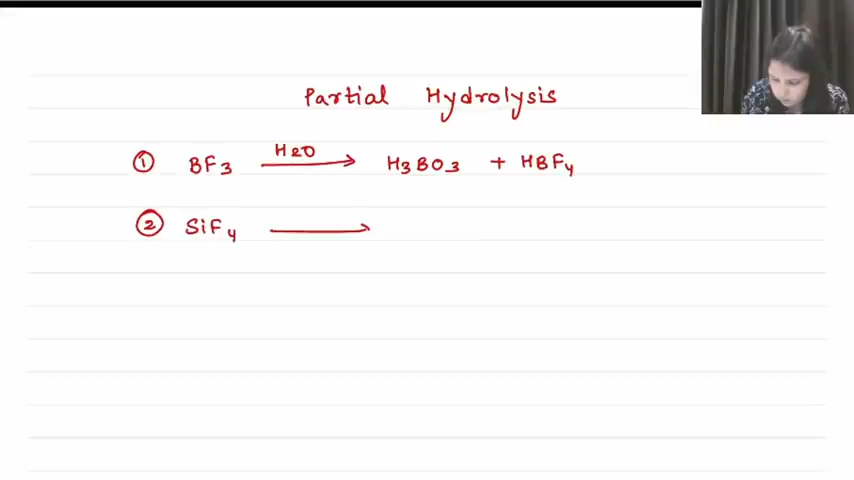 Partial Hydrolysis
① BF3 H2O → H3BO3 + HBF4
② SiF4 →